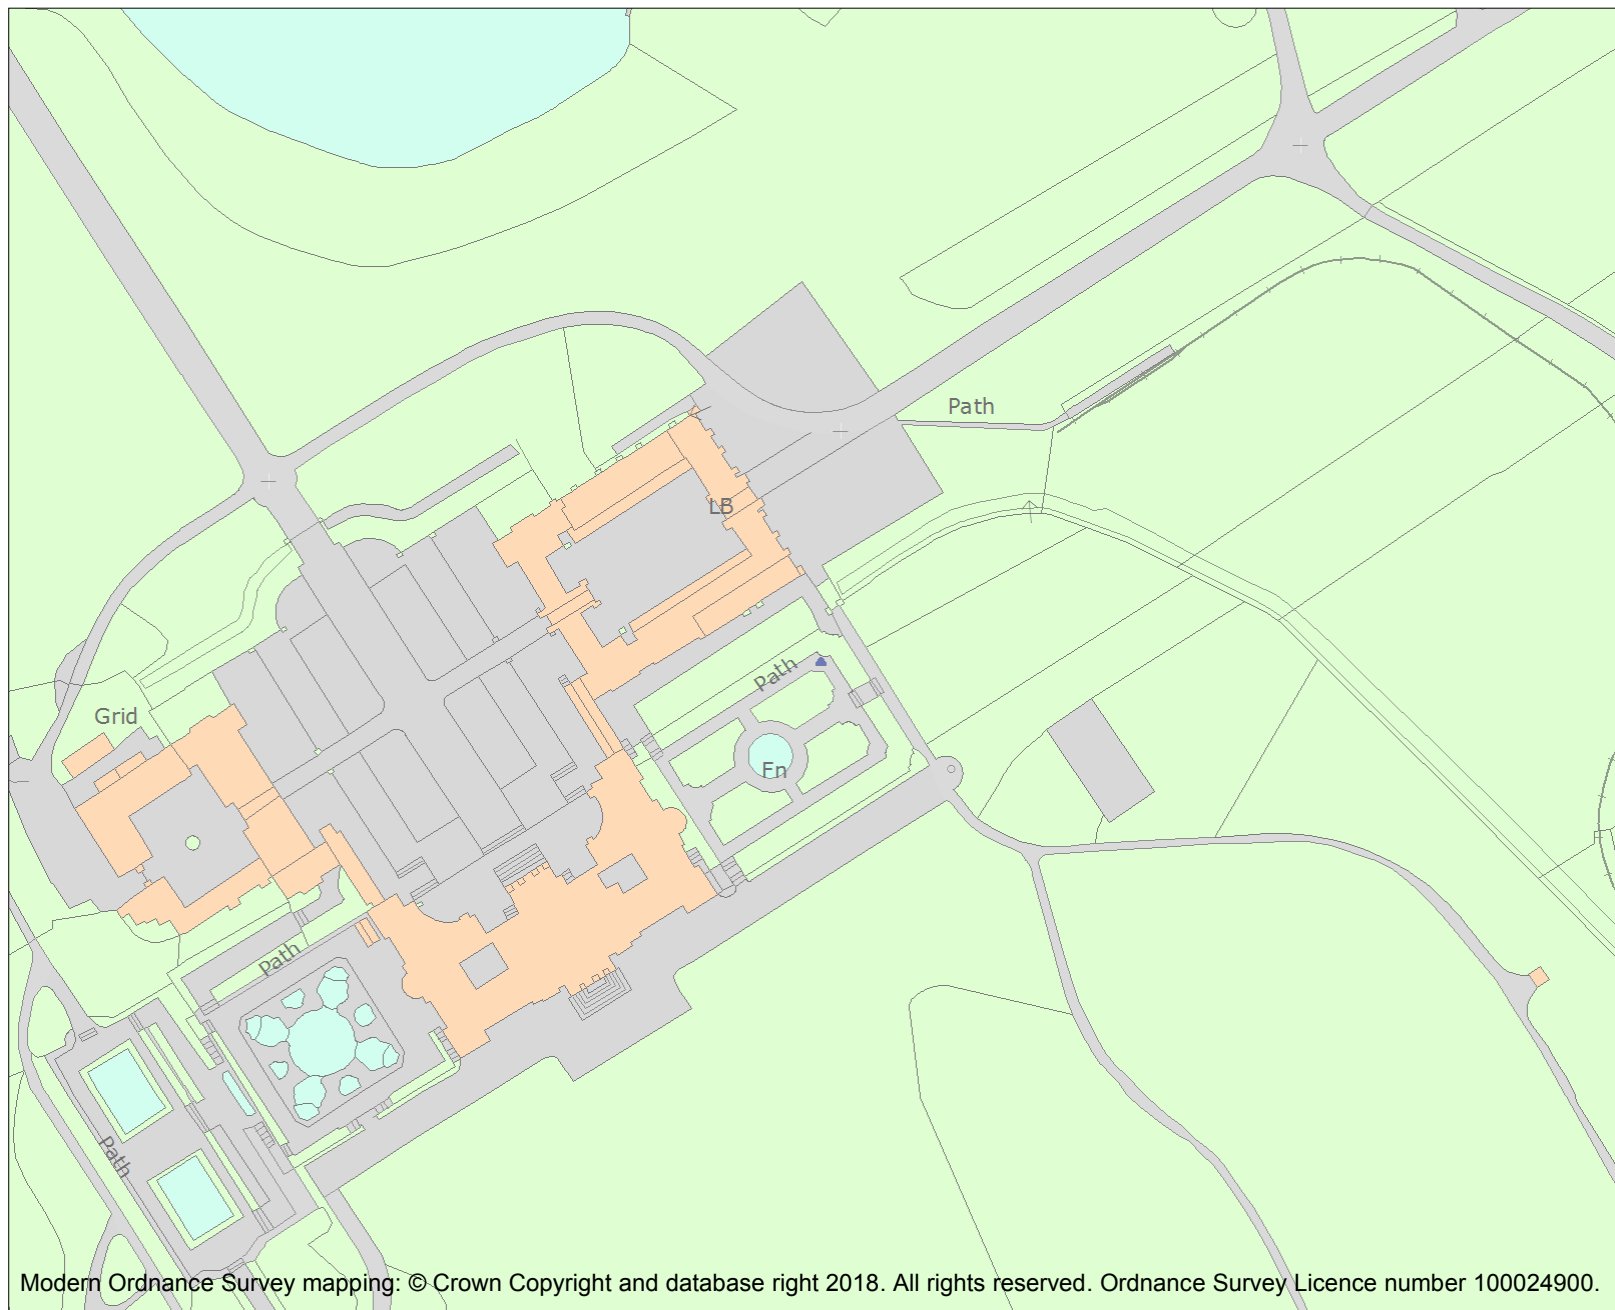 Path
LB
Path
Grid
Fn
Path
Path
Modern Ordnance Survey mapping: © Crown Copyright and database right 2018. All rights reserved. Ordnance Survey Licence number 100024900.